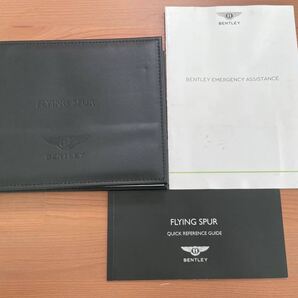 FLYING SPUR
BENTLEY
BENTLEY
BENTLEY EMERGENCY ASSISTANCE
FLYING SPUR
QUICK REFERENCE GUIDE
BENTLEY